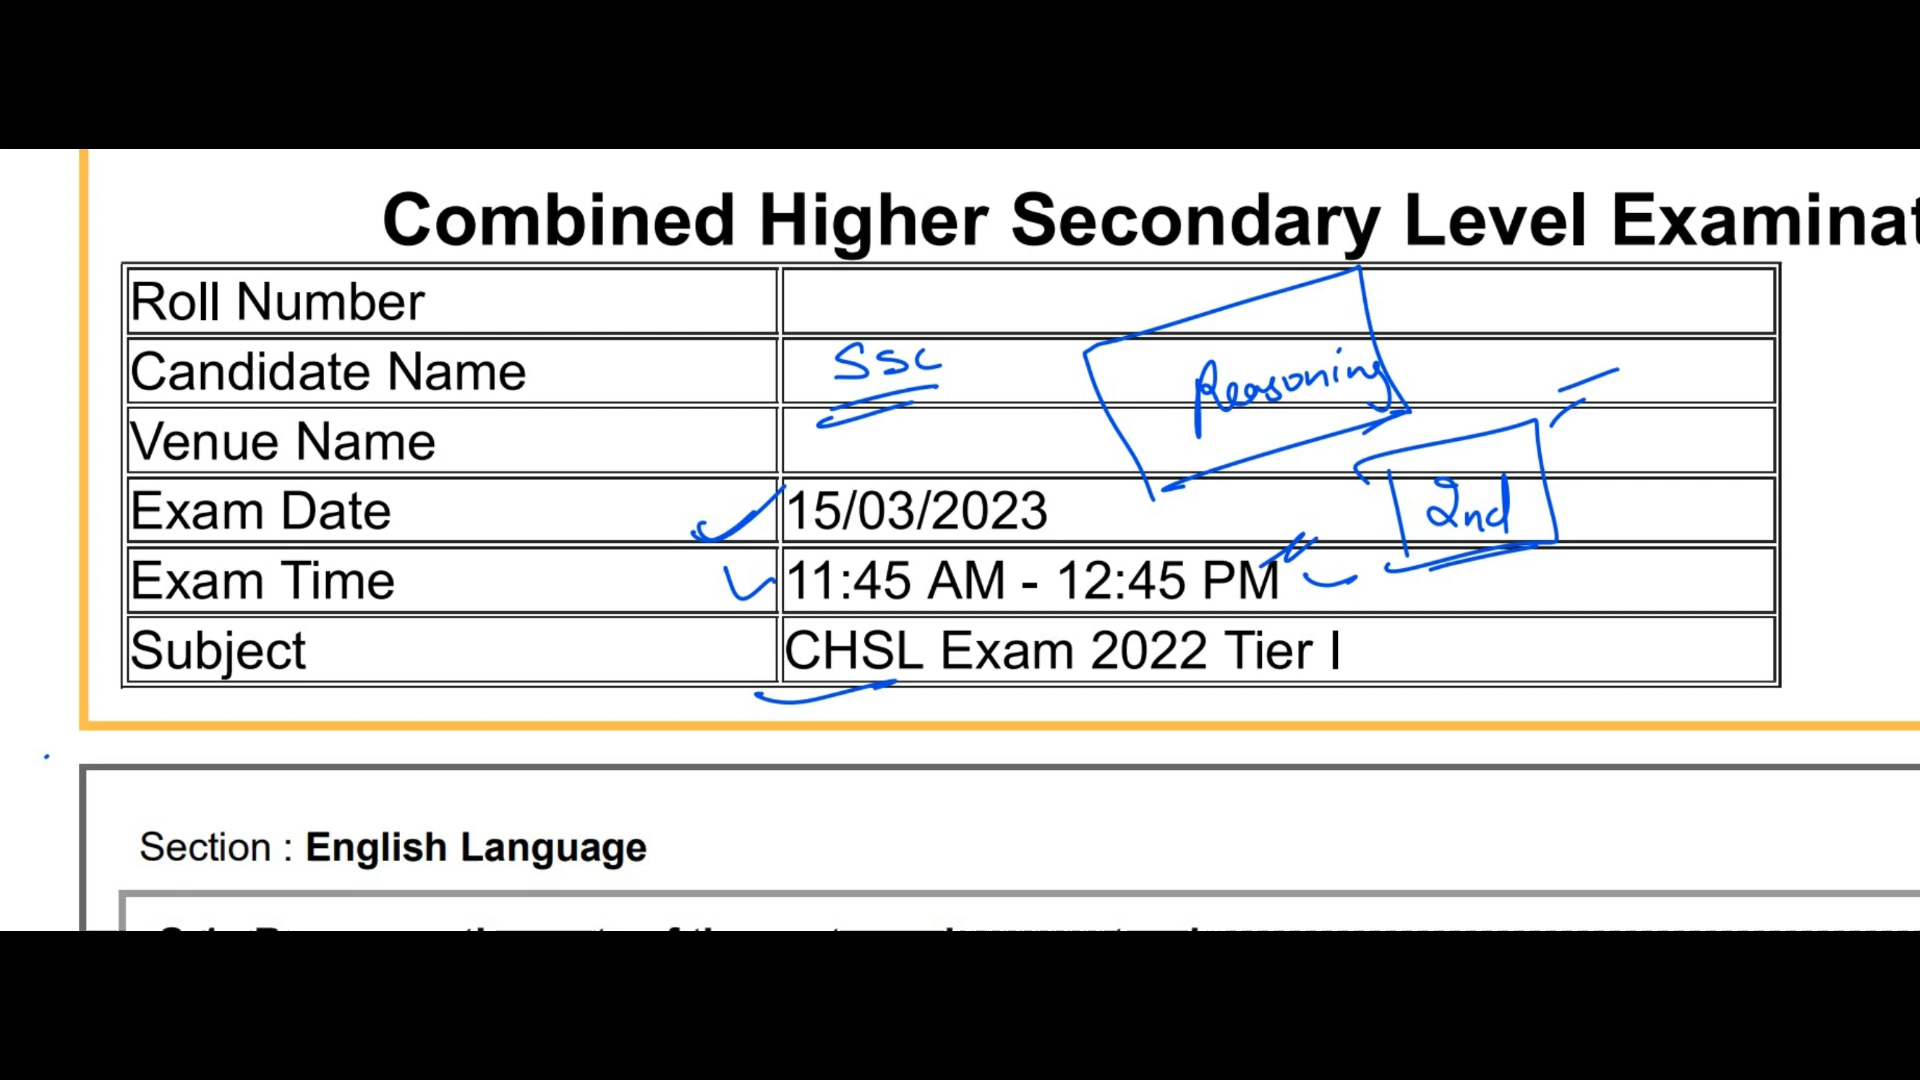 Combined Higher Secondary Level Examinat
Roll Number
Candidate Name SSC Reasoning
Venue Name
Exam Date 15/03/2023 2nd
Exam Time 11:45 AM - 12:45 PM
Subject CHSL Exam 2022 Tier I
Section : English Language